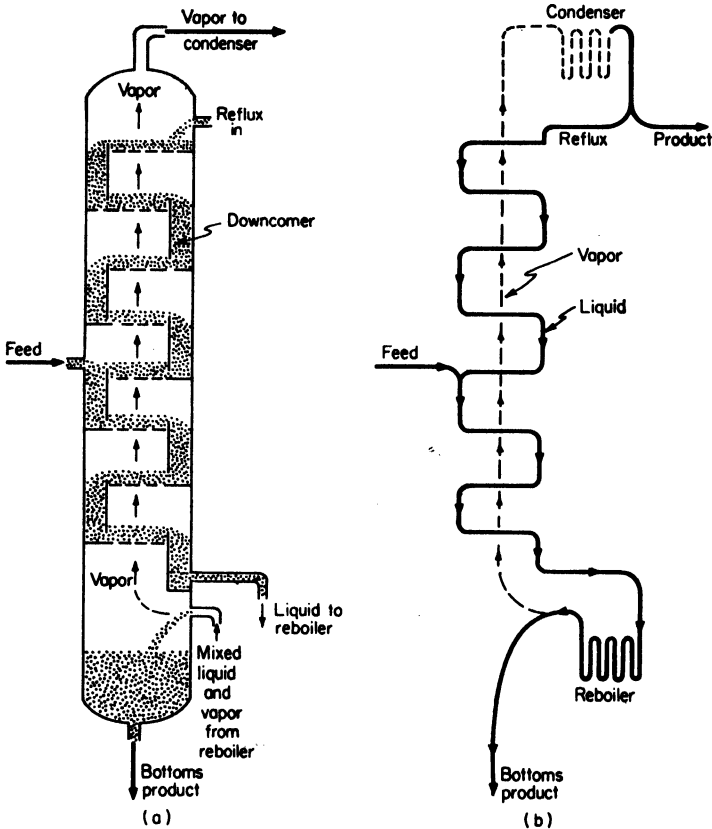 Vapor to
condenser
Vapor
Reflux
in
Downcomer
Feed
Vapor
Liquid to
reboiler
Mixed
liquid
and
vapor
from
reboiler
Bottoms
product
(a)
Condenser
Reflux
Product
Vapor
Liquid
Feed
Reboiler
Bottoms
product
(b)